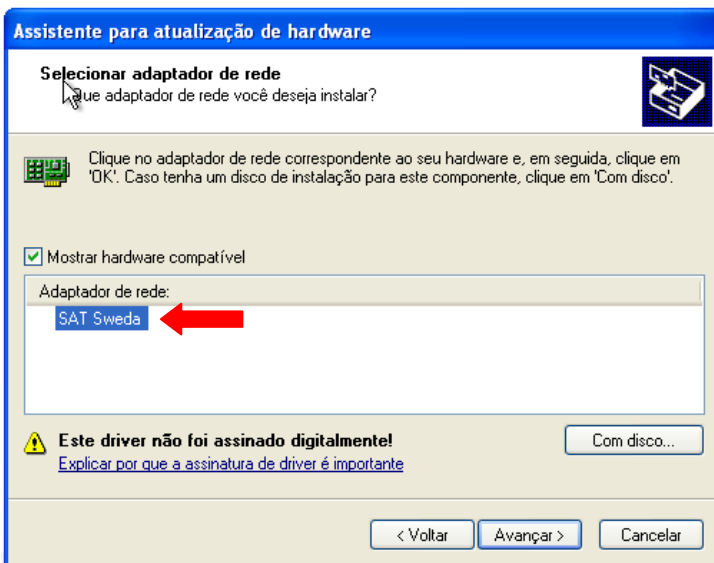 Assistente para atualização de hardware
Selecionar adaptador de rede
Que adaptador de rede você deseja instalar?
Clique no adaptador de rede correspondente ao seu hardware e, em seguida, clique em
'OK'. Caso tenha um disco de instalação para este componente, clique em 'Com disco'.
Mostrar hardware compatível
Adaptador de rede:
SAT Sweda
Este driver não foi assinado digitalmente!
Com disco...
Explicar por que a assinatura de driver é importante
< Voltar
Avançar >
Cancelar